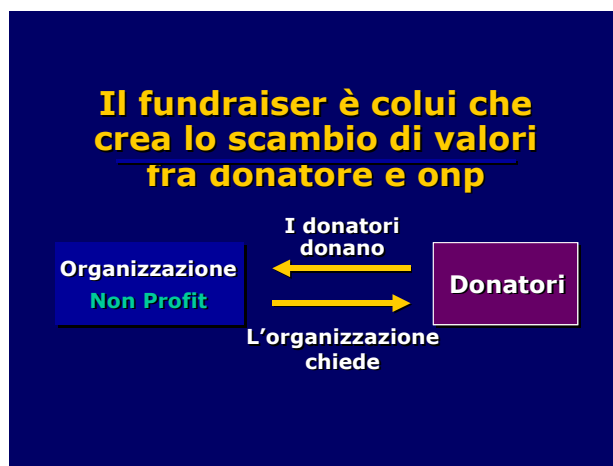 Il fundraiser è colui che
crea lo scambio di valori
fra donatore e onp
I donatori
donano
Organizzazione
Non Profit
Donatori
L’organizzazione
chiede